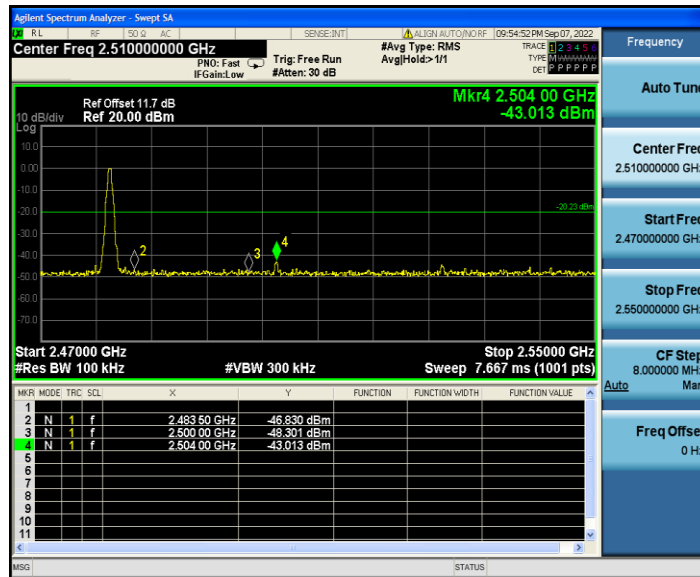 Agilent Spectrum Analyzer - Swept SA
RL RF 50 Ω AC SENSE:INT ALIGN AUTO/NO RF 09:54:52 PM Sep 07, 2022
Center Freq 2.510000000 GHz
#Avg Type: RMS
TRACE 1 2 3 4 5 6
PNO: Fast
Trig: Free Run
Avg|Hold:>1/1
TYPE M
IFGain:Low
#Atten: 30 dB
DET P P P P P P
Frequency
Auto Tune
Center Freq
2.510000000 GHz
Start Freq
2.470000000 GHz
Stop Freq
2.550000000 GHz
CF Step
8.000000 MHz
Auto Man
Freq Offset
0 Hz
Mkr4 2.504 00 GHz
-43.013 dBm
Ref Offset 11.7 dB
10 dB/div Ref 20.00 dBm
Log
10.0
0.00
-10.0
-20.23 dBm
-20.0
-30.0
-40.0
-50.0
-60.0
-70.0
2
3
4
Start 2.47000 GHz Stop 2.55000 GHz
#Res BW 100 kHz #VBW 300 kHz Sweep 7.667 ms (1001 pts)
MKR MODE TRC SCL X Y FUNCTION FUNCTION WIDTH FUNCTION VALUE
1
2 N 1 f 2.483 50 GHz -46.830 dBm
3 N 1 f 2.500 00 GHz -48.301 dBm
4 N 1 f 2.504 00 GHz -43.013 dBm
5
6
7
8
9
10
11
MSG STATUS